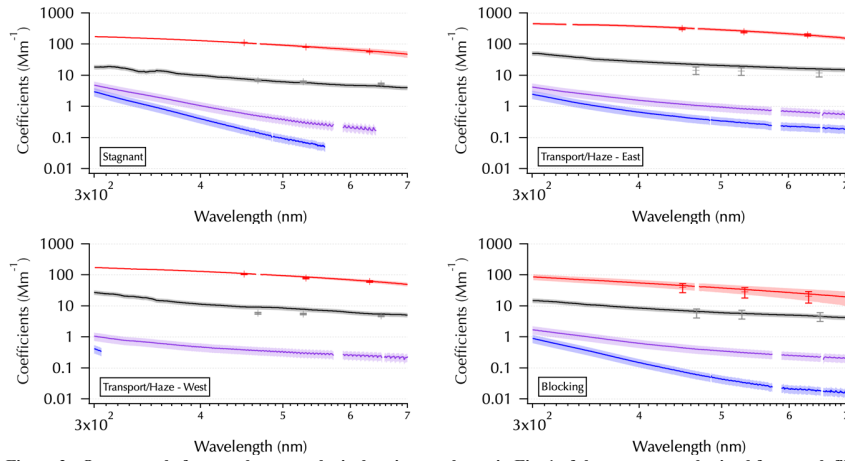 1000
100
10
1
0.1
0.01
Coefficients (Mm⁻¹)
Stagnant
3x10²
4
5
6
7
Wavelength (nm)
1000
100
10
1
0.1
0.01
Coefficients (Mm⁻¹)
Transport/Haze - East
3x10²
4
5
6
7
Wavelength (nm)
1000
100
10
1
0.1
0.01
Coefficients (Mm⁻¹)
Transport/Haze - West
3x10²
4
5
6
7
Wavelength (nm)
1000
100
10
1
0.1
0.01
Coefficients (Mm⁻¹)
Blocking
3x10²
4
5
6
7
Wavelength (nm)